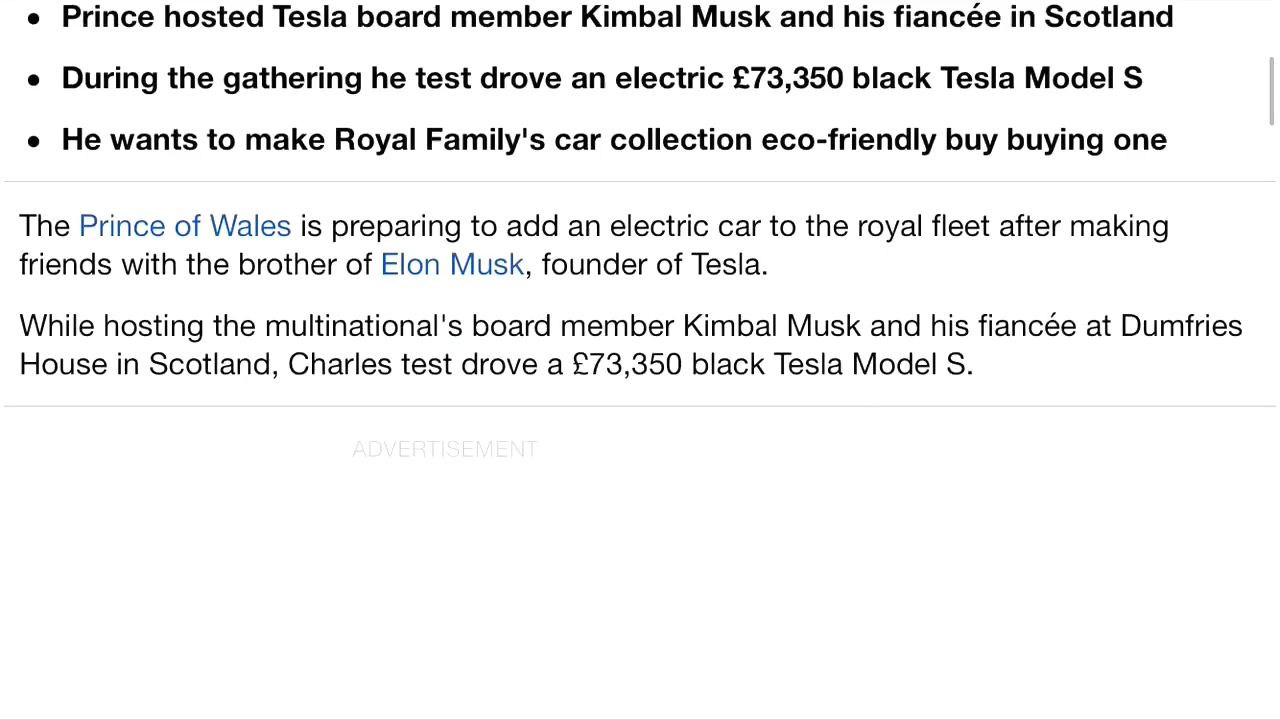 • Prince hosted Tesla board member Kimbal Musk and his fiancée in Scotland
• During the gathering he test drove an electric £73,350 black Tesla Model S
• He wants to make Royal Family's car collection eco-friendly buy buying one
The Prince of Wales is preparing to add an electric car to the royal fleet after making
friends with the brother of Elon Musk, founder of Tesla.
While hosting the multinational's board member Kimbal Musk and his fiancée at Dumfries
House in Scotland, Charles test drove a £73,350 black Tesla Model S.
ADVERTISEMENT